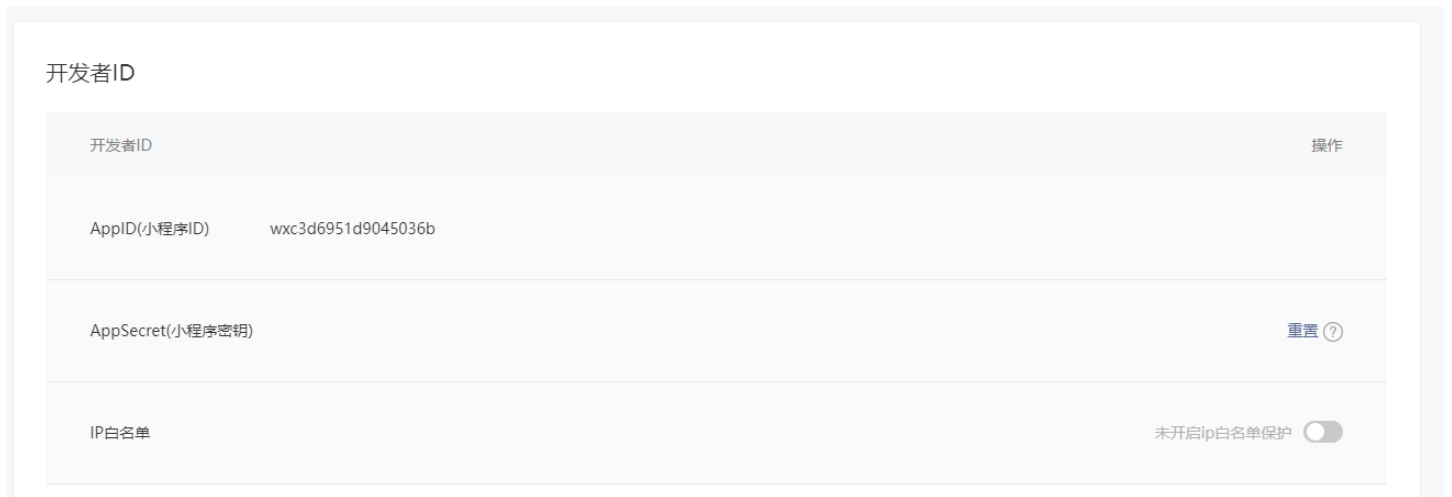 开发者ID
开发者ID 操作
AppID(小程序ID) wxc3d6951d9045036b
AppSecret(小程序密钥) 重置 ?
IP白名单 未开启ip白名单保护